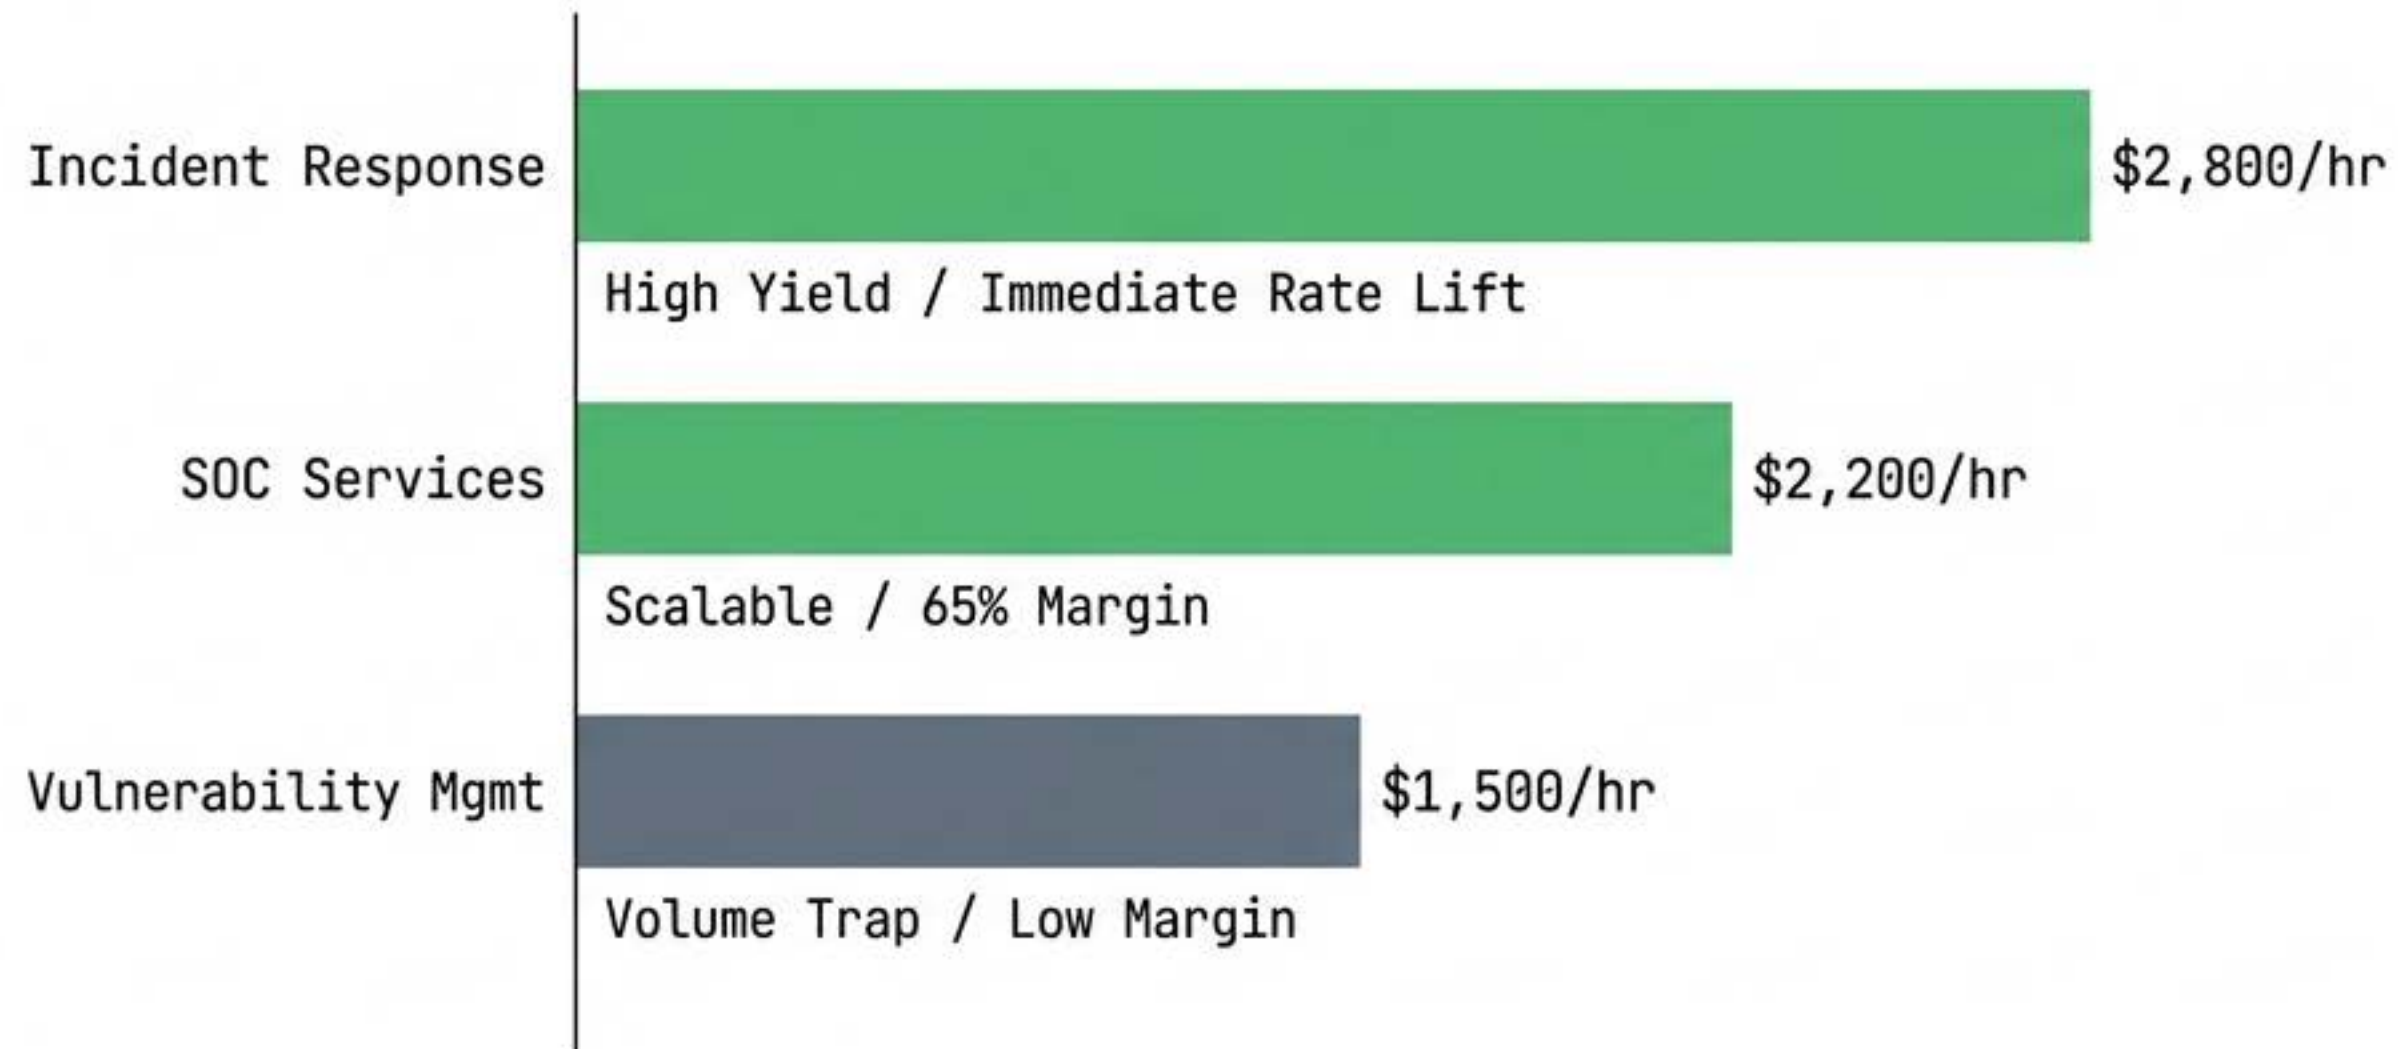 Incident Response
$2,800/hr
High Yield / Immediate Rate Lift
SOC Services
$2,200/hr
Scalable / 65% Margin
Vulnerability Mgmt
$1,500/hr
Volume Trap / Low Margin